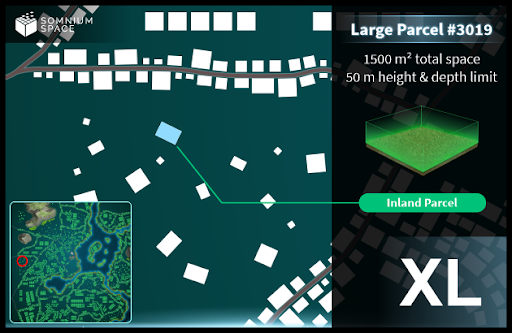 SOMNIUM
SPACE
Large Parcel #3019
1500 m² total space
50 m height & depth limit
Inland Parcel
XL